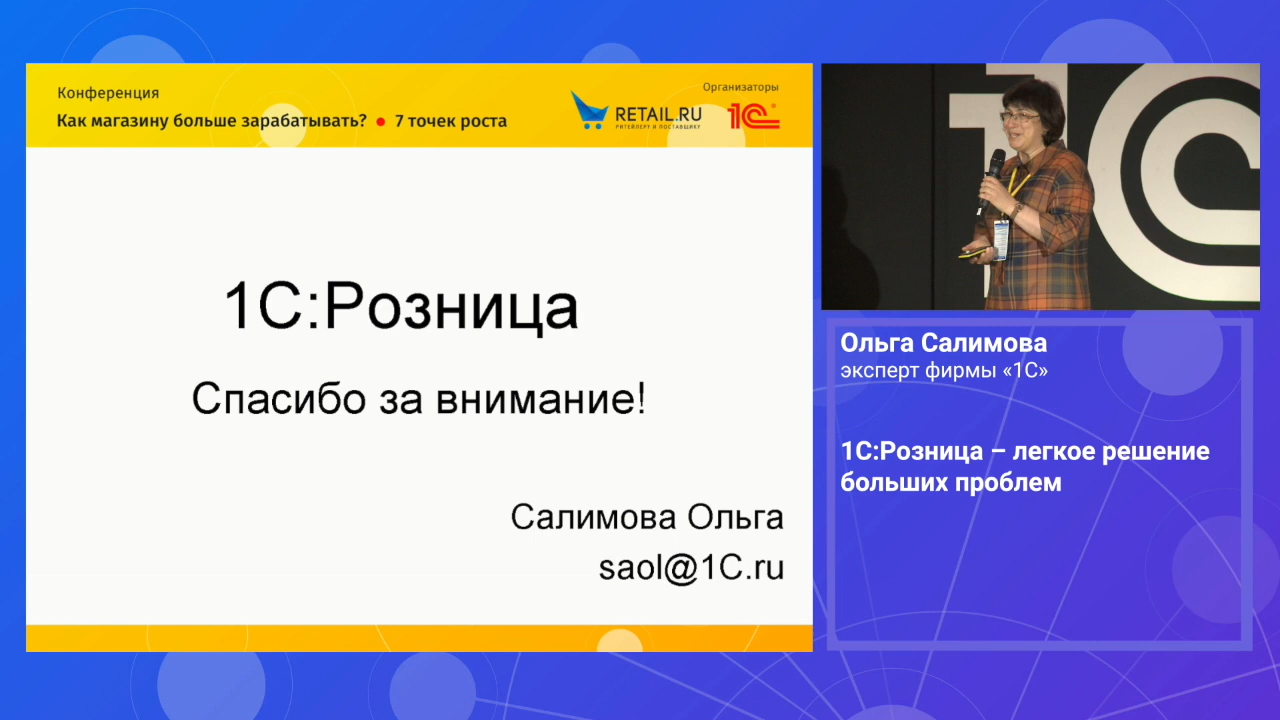 Конференция
Как магазину больше зарабатывать? • 7 точек роста
Организаторы
RETAIL.RU
РИТЕЙЛЕРУ И ПОСТАВЩИКУ
1С
1С:Розница
Спасибо за внимание!
Салимова Ольга
saol@1C.ru
1С
Ольга Салимова
эксперт фирмы «1С»
1С:Розница – легкое решение
больших проблем